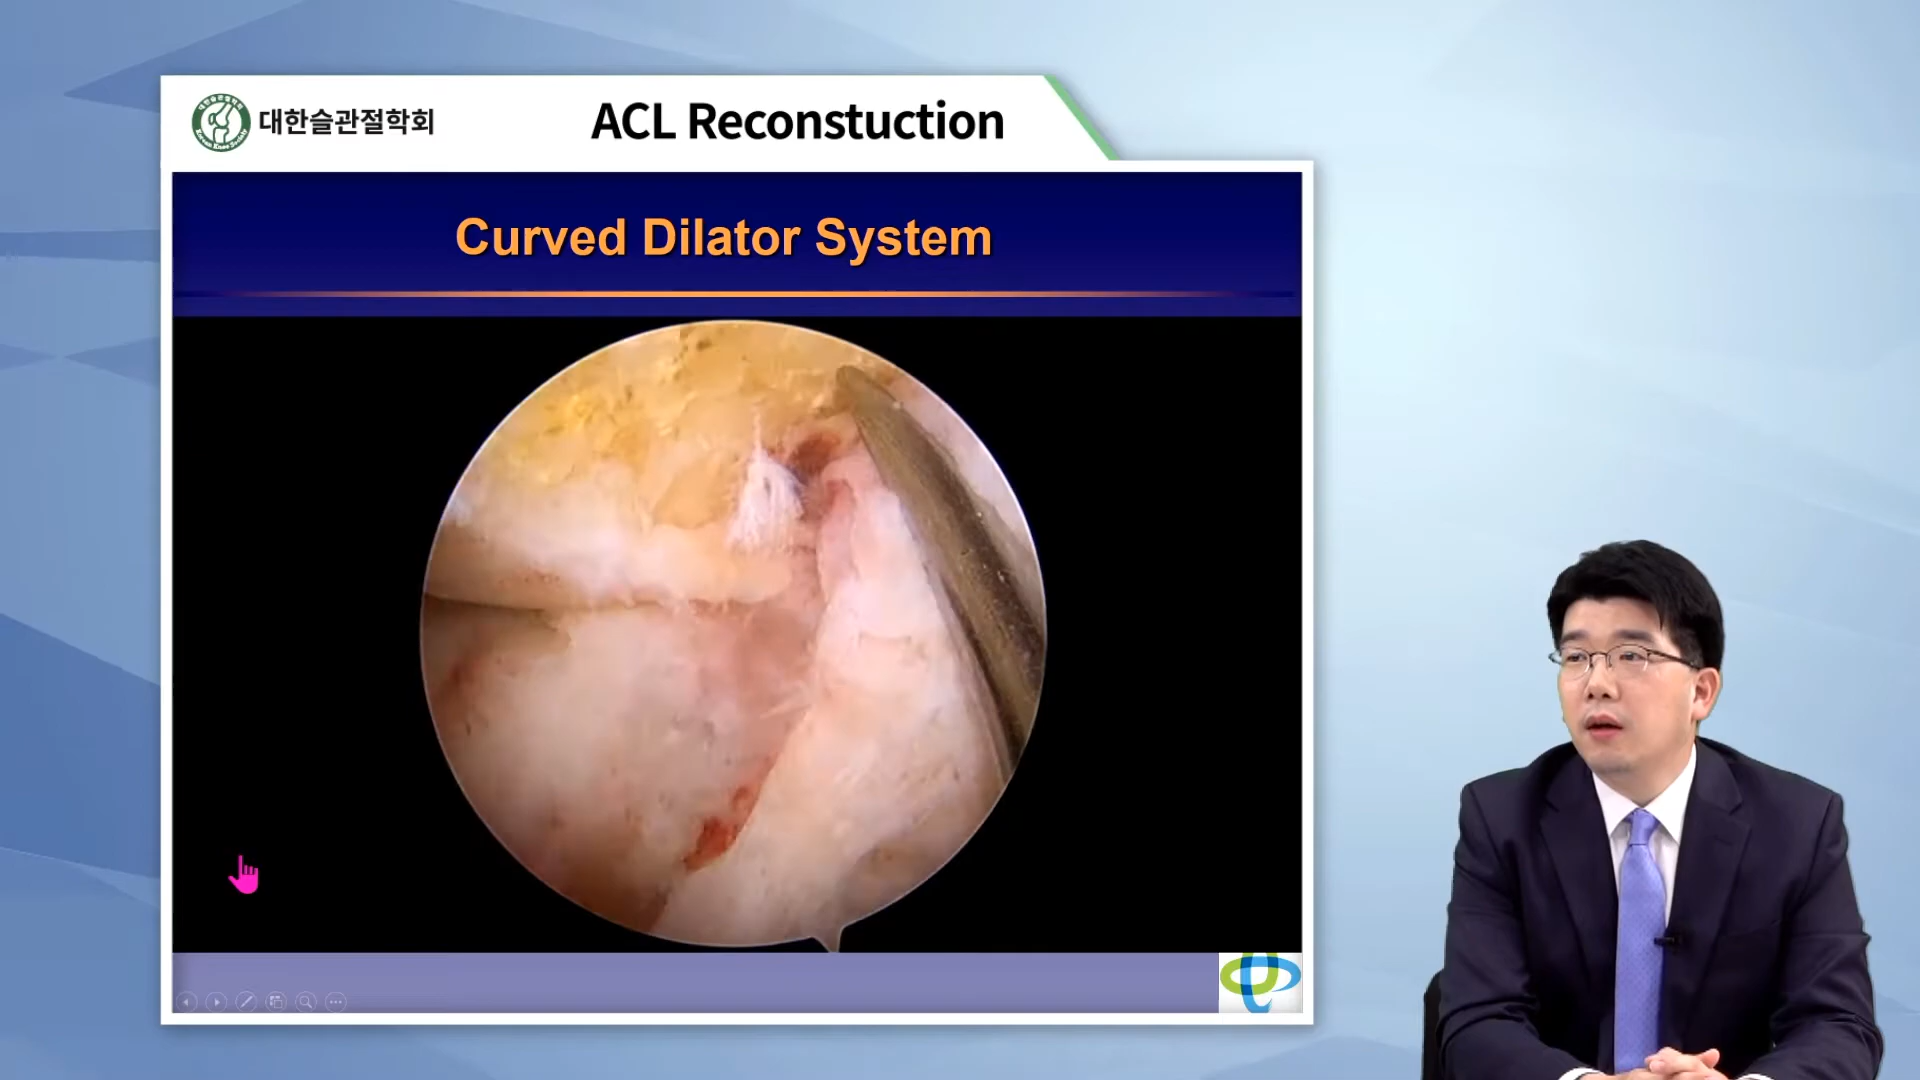 대한슬관절학회
ACL Reconstuction
Curved Dilator System